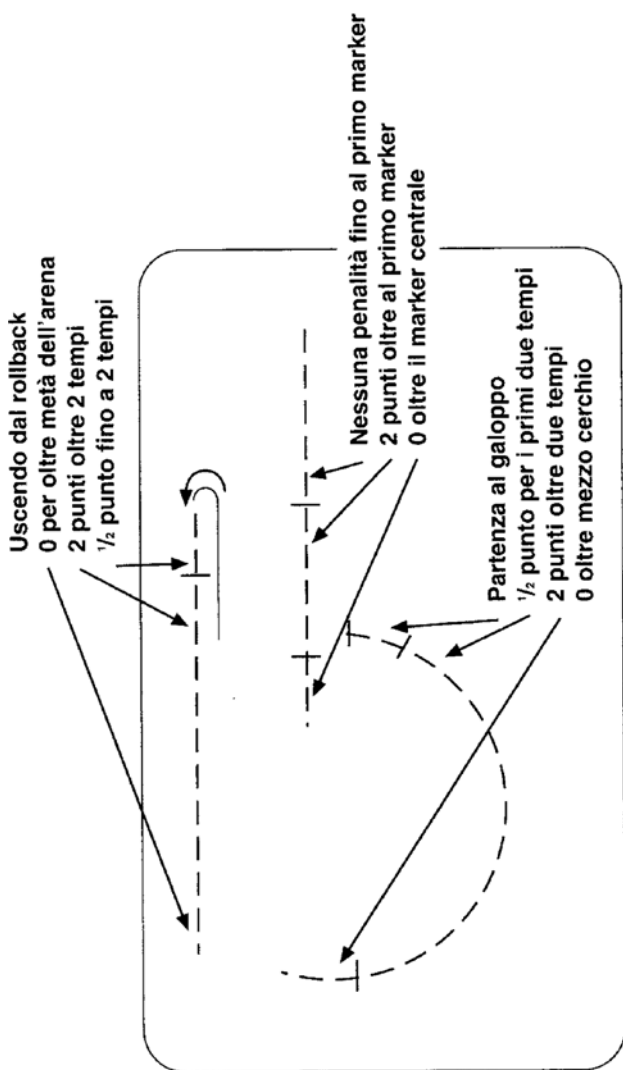 Uscendo dal rollback
0 per oltre metà dell'arena
2 punti oltre 2 tempi
½ punto fino a 2 tempi
Nessuna penalità fino al primo marker
2 punti oltre al primo marker
0 oltre il marker centrale
Partenza al galoppo
½ punto per i primi due tempi
2 punti oltre due tempi
0 oltre mezzo cerchio